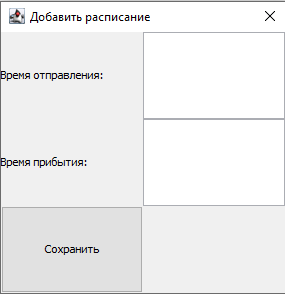 Добавить расписание
Время отправления:
Время прибытия:
Сохранить